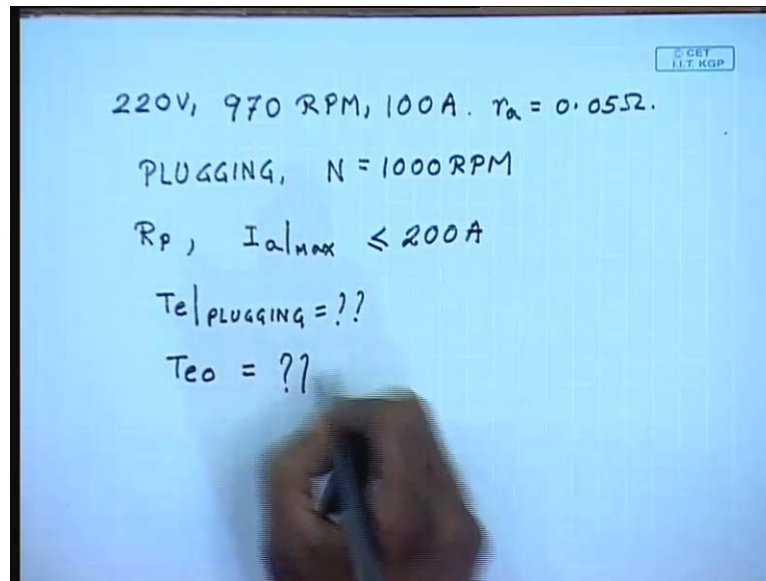 © CET
I.I.T. KGP
220V, 970 RPM, 100A. ra = 0.05Ω.
PLUGGING, N = 1000 RPM
Rp, Ia|MAX ≤ 200A
Te|PLUGGING = ??
Teo = ??